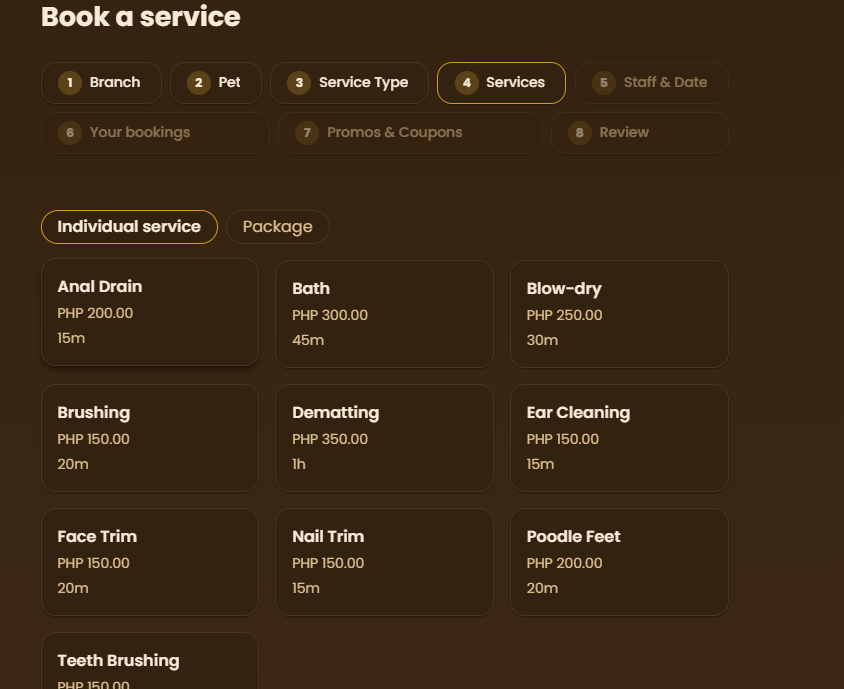 Book a service
1 Branch
2 Pet
3 Service Type
4 Services
5 Staff & Date
6 Your bookings
7 Promos & Coupons
8 Review
Individual service
Package
Anal Drain
PHP 200.00
15m
Bath
PHP 300.00
45m
Blow-dry
PHP 250.00
30m
Brushing
PHP 150.00
20m
Dematting
PHP 350.00
1h
Ear Cleaning
PHP 150.00
15m
Face Trim
PHP 150.00
20m
Nail Trim
PHP 150.00
15m
Poodle Feet
PHP 200.00
20m
Teeth Brushing
PHP 150.00